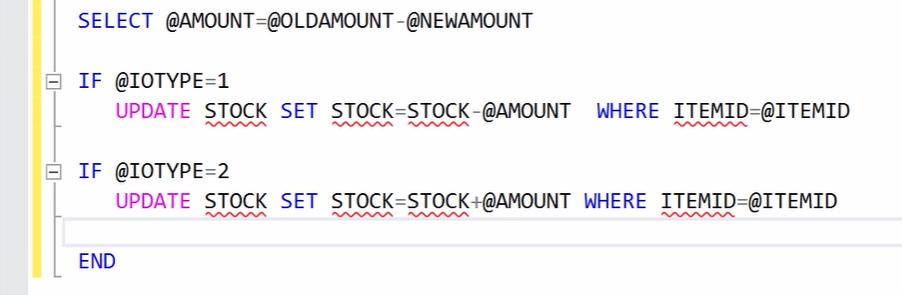 SELECT @AMOUNT=@OLDAMOUNT-@NEWAMOUNT
IF @IOTYPE=1
UPDATE STOCK SET STOCK=STOCK-@AMOUNT  WHERE ITEMID=@ITEMID
IF @IOTYPE=2
UPDATE STOCK SET STOCK=STOCK+@AMOUNT WHERE ITEMID=@ITEMID
END